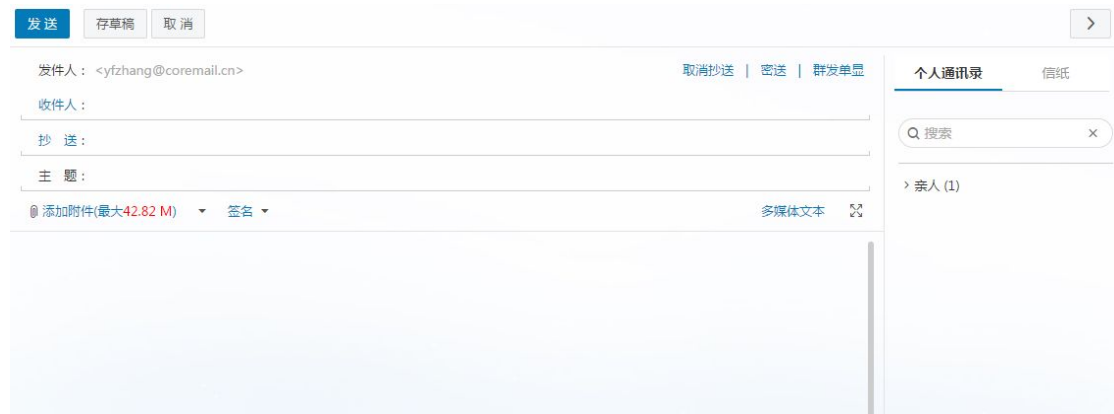 发 送 存草稿 取 消
发件人： <yfzhang@coremail.cn> 取消抄送 | 密送 | 群发单显
收件人：
抄 送：
主 题：
添加附件(最大42.82 M) 签名 多媒体文本
个人通讯录 信纸
搜索
亲人 (1)